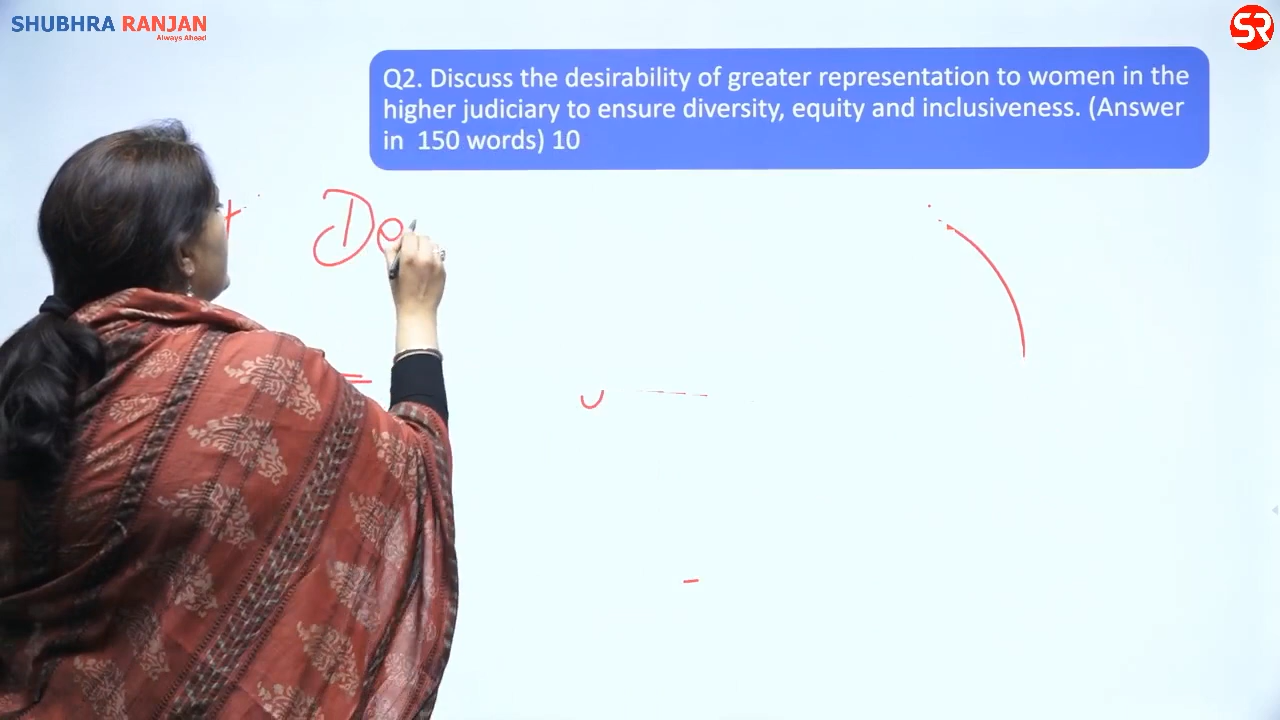 SHUBHRA RANJAN
Always Ahead
SR
Q2. Discuss the desirability of greater representation to women in the
higher judiciary to ensure diversity, equity and inclusiveness. (Answer
in 150 words) 10
De